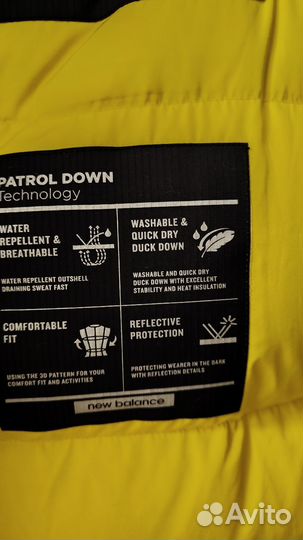 PATROL DOWN
Technology
WATER
REPELLENT &
BREATHABLE
WATER REPELLENT OUTSHELL
DRAINING SWEAT FAST
WASHABLE &
QUICK DRY
DUCK DOWN
WASHABLE AND QUICK DRY
DUCK DOWN WITH EXCELLENT
STABILITY AND HEAT INSULATION
COMFORTABLE
FIT
USING THE 3D PATTERN FOR YOUR
COMFORT FIT AND ACTIVITIES
REFLECTIVE
PROTECTION
PROTECTING WEARER IN THE DARK
WITH REFLECTION DETAILS
new balance
Avito